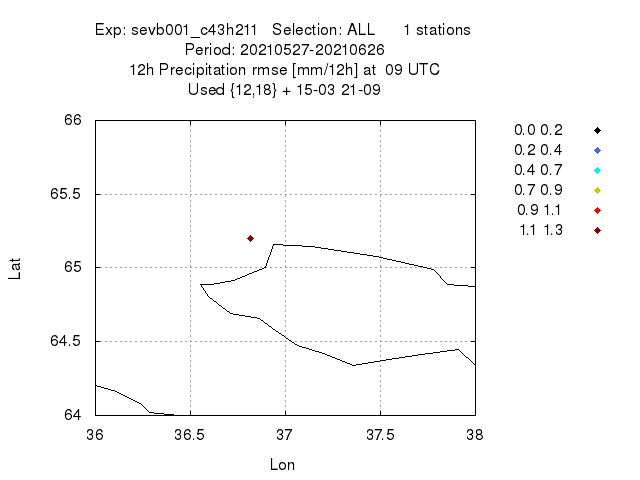 Exp: sevb001_c43h211 Selection: ALL 1 stations
Period: 20210527-20210626
12h Precipitation rmse [mm/12h] at 09 UTC
Used {12,18} + 15-03 21-09
66
65.5
65
64.5
64
Lat
36 36.5 37 37.5 38
Lon
0.0 0.2
0.2 0.4
0.4 0.7
0.7 0.9
0.9 1.1
1.1 1.3